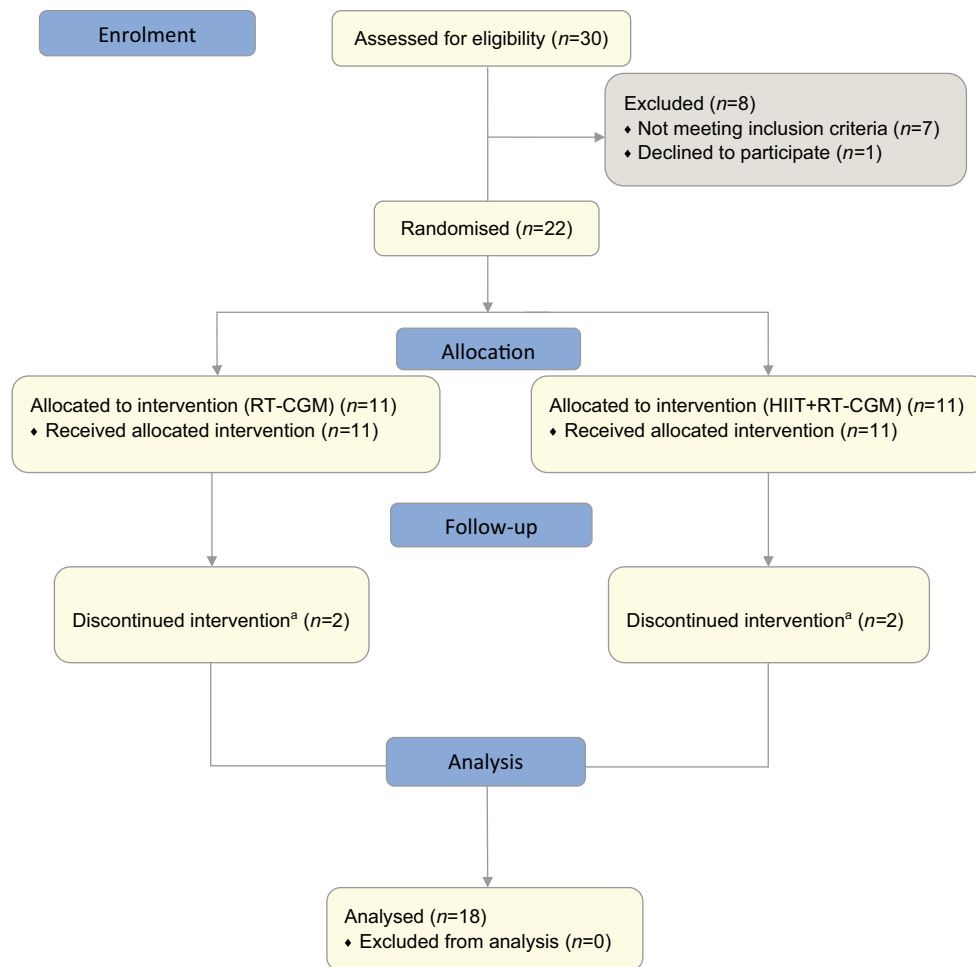 Enrolment
Assessed for eligibility (n=30)
Excluded (n=8)
♦ Not meeting inclusion criteria (n=7)
♦ Declined to participate (n=1)
Randomised (n=22)
Allocation
Allocated to intervention (RT-CGM) (n=11)
♦ Received allocated intervention (n=11)
Allocated to intervention (HIIT+RT-CGM) (n=11)
♦ Received allocated intervention (n=11)
Follow-up
Discontinued interventionᵃ (n=2)
Discontinued interventionᵃ (n=2)
Analysis
Analysed (n=18)
♦ Excluded from analysis (n=0)